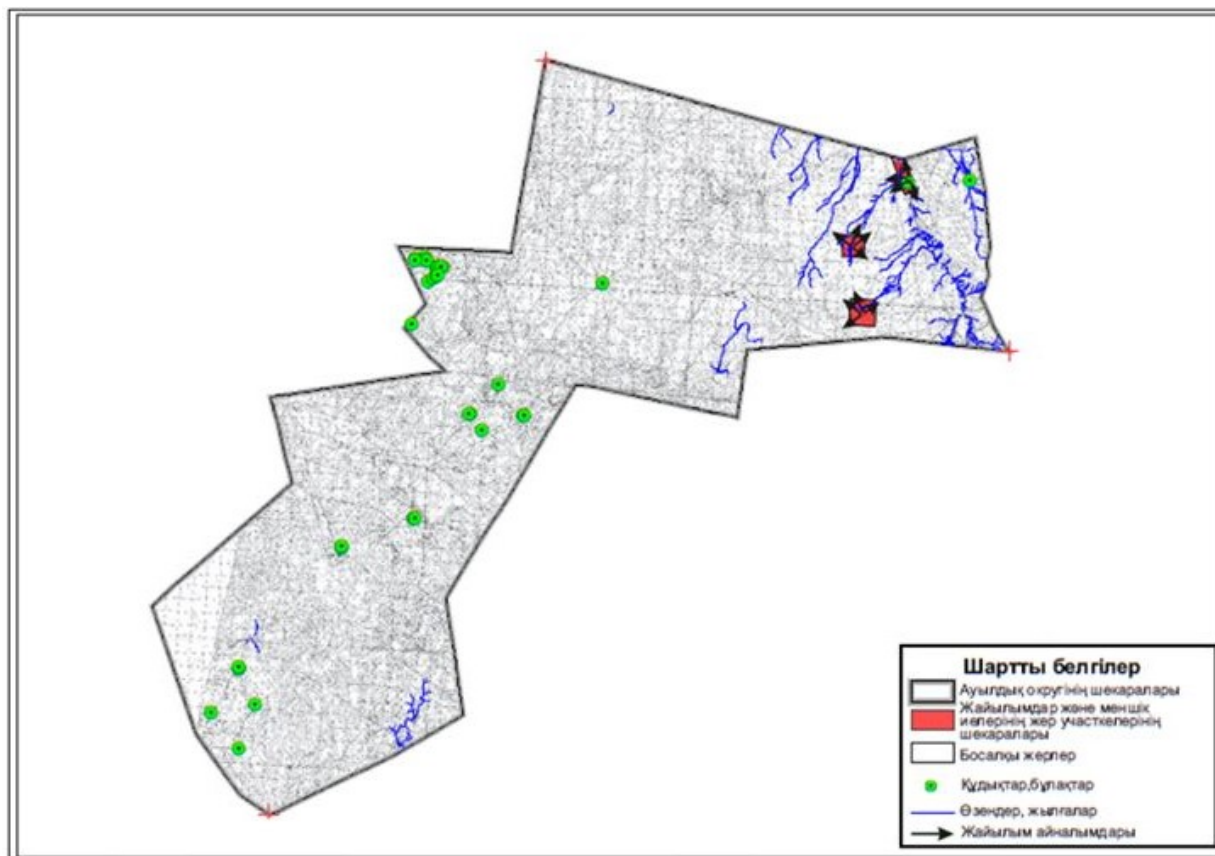 Шартты белгілер
Ауылдық округінің шекаралары
Жайылымдар және меншік
иелерінің жер участкелерінің
шекаралары
Босалқы жерлер
Құдықтар,бұлақтар
Өзендер, жылғалар
Жайылым айналымдары